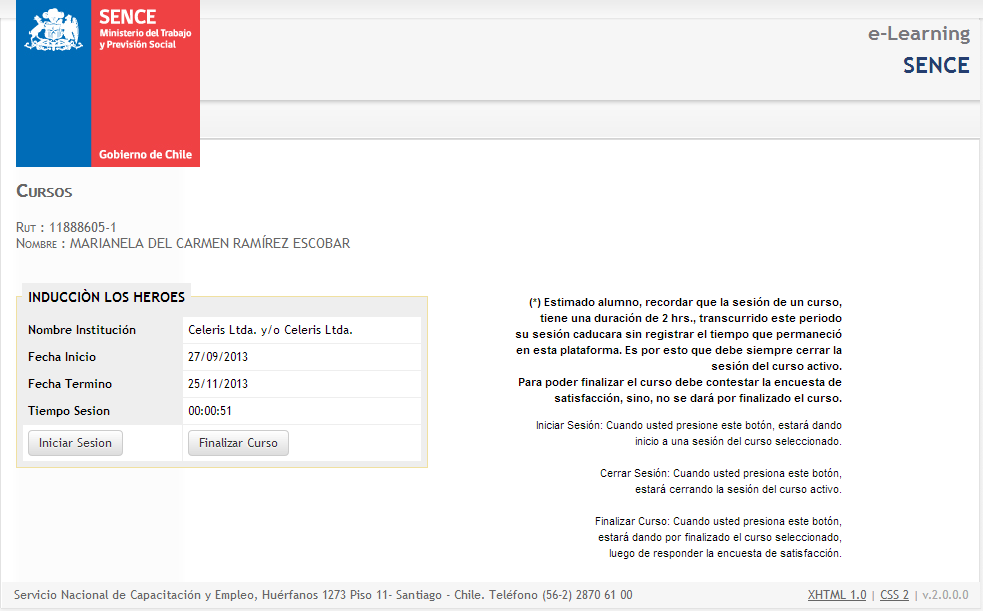 SENCE
Ministerio del Trabajo
y Previsión Social
Gobierno de Chile
e-Learning
SENCE
Cursos
Rut : 11888605-1
Nombre : MARIANELA DEL CARMEN RAMÍREZ ESCOBAR
INDUCCIÒN LOS HEROES
Nombre Institución Celeris Ltda. y/o Celeris Ltda.
Fecha Inicio 27/09/2013
Fecha Termino 25/11/2013
Tiempo Sesion 00:00:51
Iniciar Sesion Finalizar Curso
(*) Estimado alumno, recordar que la sesión de un curso,
tiene una duración de 2 hrs., transcurrido este periodo
su sesión caducara sin registrar el tiempo que permaneció
en esta plataforma. Es por esto que debe siempre cerrar la
sesión del curso activo.
Para poder finalizar el curso debe contestar la encuesta de
satisfacción, sino, no se dará por finalizado el curso.
Iniciar Sesión: Cuando usted presione este botón, estará dando
inicio a una sesión del curso seleccionado.
Cerrar Sesión: Cuando usted presiona este botón,
estará cerrando la sesión del curso activo.
Finalizar Curso: Cuando usted presiona este botón,
estará dando por finalizado el curso seleccionado,
luego de responder la encuesta de satisfacción.
Servicio Nacional de Capacitación y Empleo, Huérfanos 1273 Piso 11- Santiago - Chile. Teléfono (56-2) 2870 61 00
XHTML 1.0 | CSS 2 | v.2.0.0.0